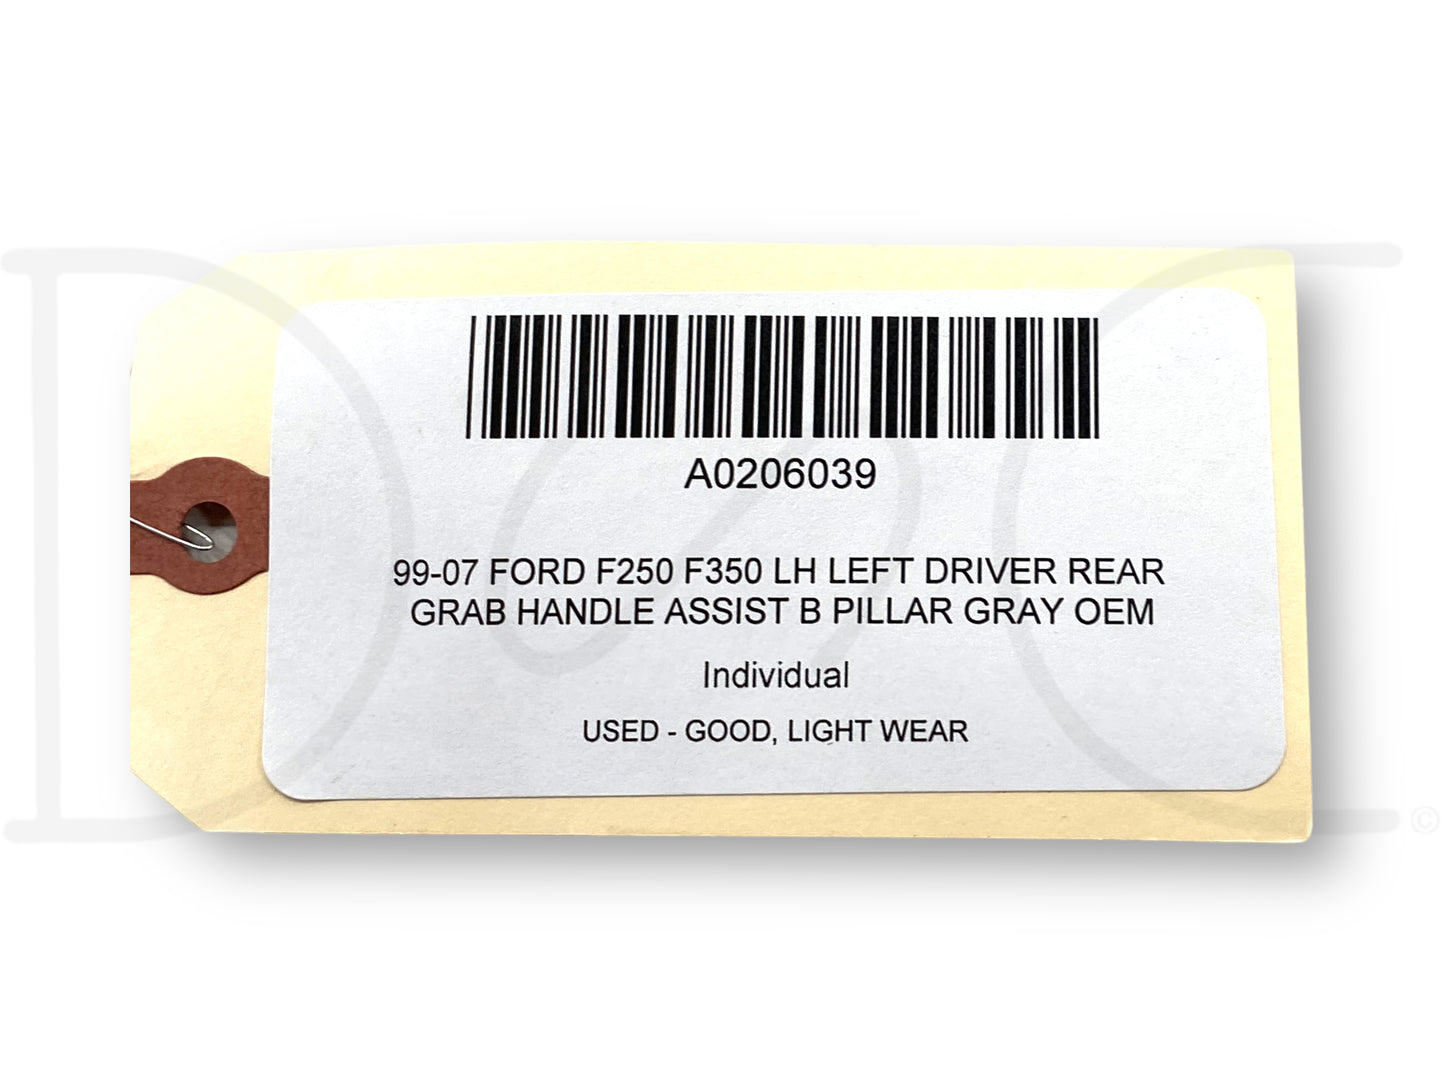 A0206039
99-07 FORD F250 F350 LH LEFT DRIVER REAR
GRAB HANDLE ASSIST B PILLAR GRAY OEM
Individual
USED - GOOD, LIGHT WEAR
©